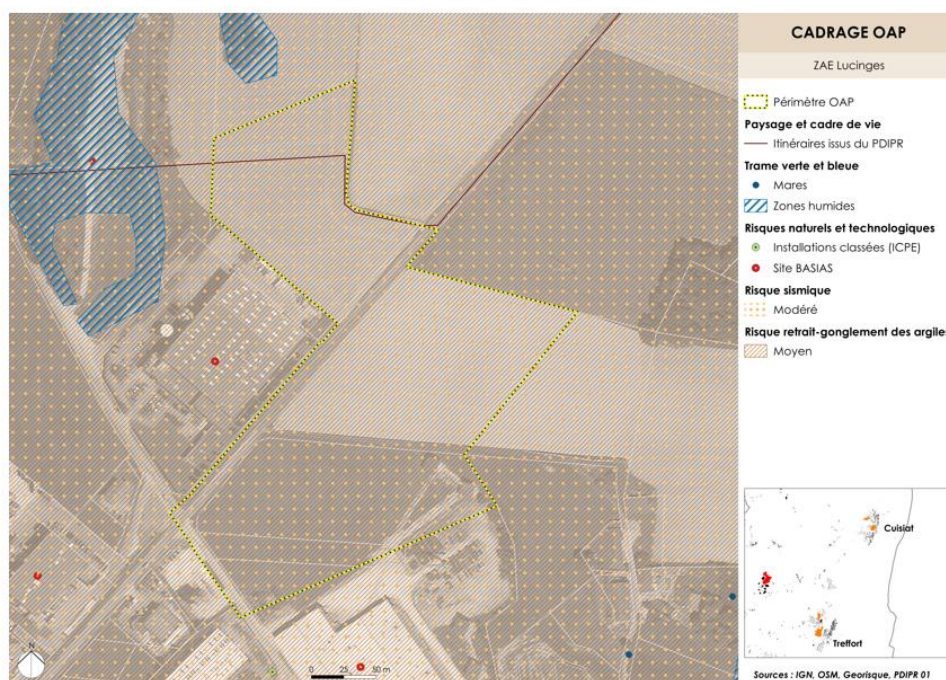 CADRAGE OAP
ZAE Lucinges
Périmètre OAP
Paysage et cadre de vie
Itinéraires issus du PDIPR
Trame verte et bleue
Mares
Zones humides
Risques naturels et technologiques
Installations classées (ICPE)
Site BASIAS
Risque sismique
Modéré
Risque retrait-gonglement des argiles
Moyen
Cuisiat
Treffort
N
0 25 50 m
Sources : IGN, OSM, Georisque, PDIPR 01